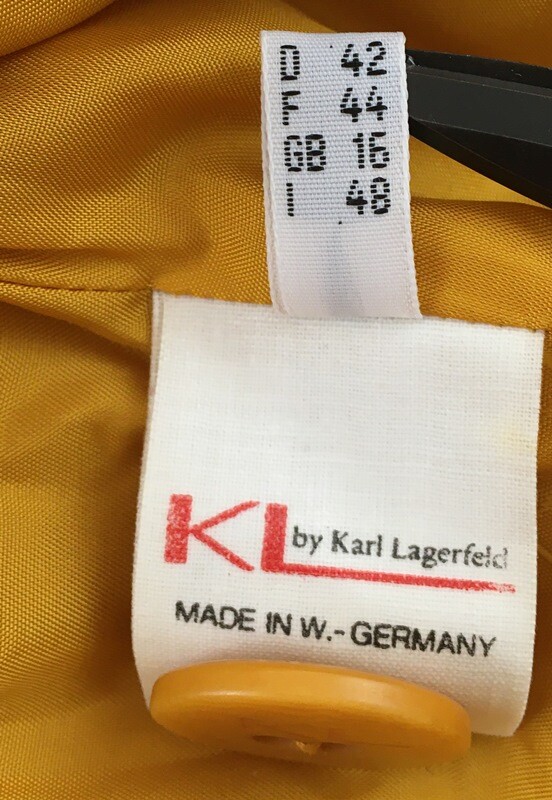 D 42
F 44
GB 16
I 48
KL by Karl Lagerfeld
MADE IN W.-GERMANY